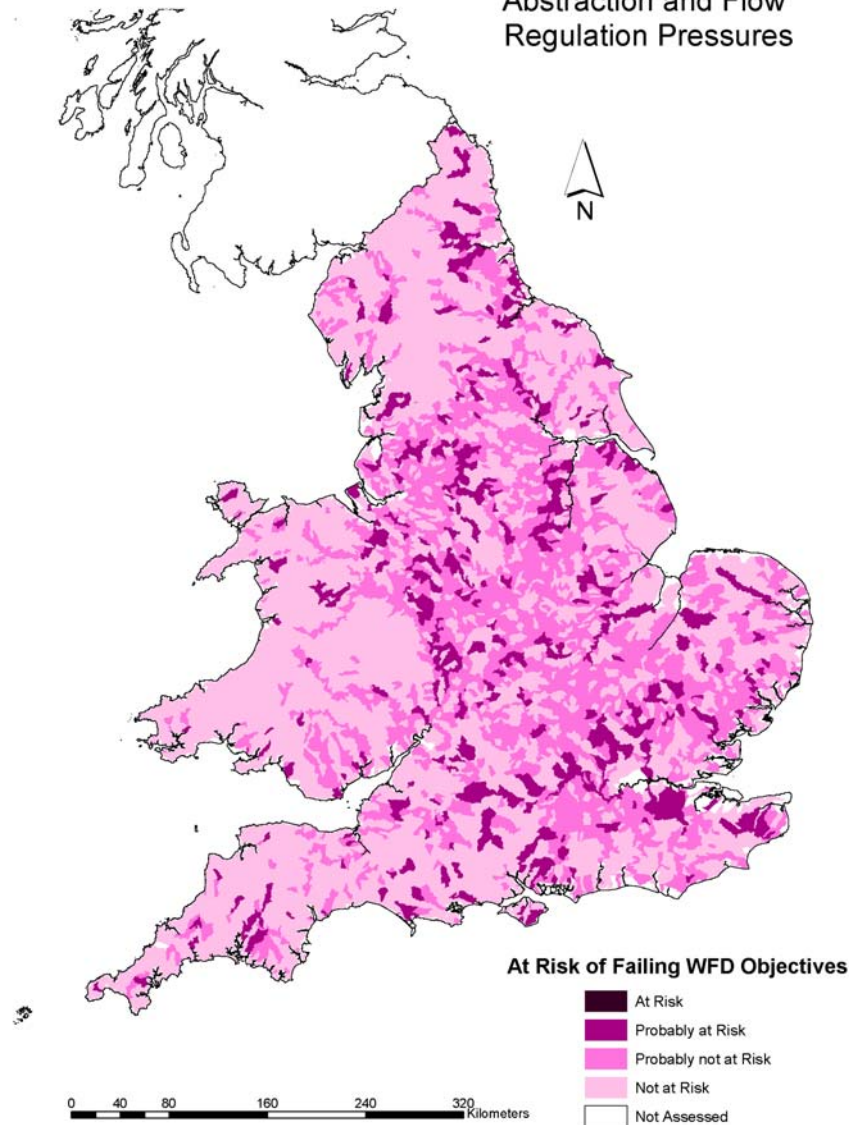 Abstraction and Flow
Regulation Pressures
N
At Risk of Failing WFD Objectives
At Risk
Probably at Risk
Probably not at Risk
Not at Risk
Not Assessed
0 40 80 160 240 320
Kilometers